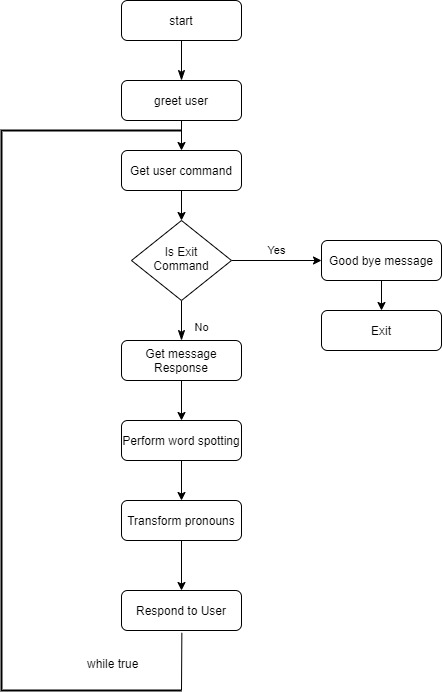 start
greet user
Get user command
Is Exit
Command
Yes
Good bye message
No
Exit
Get message
Response
Perform word spotting
Transform pronouns
Respond to User
while true